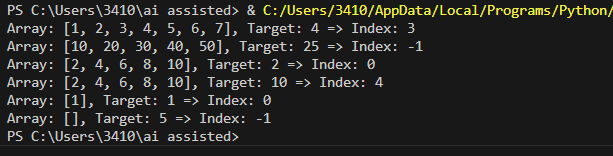 PS C:\Users\3410\ai assisted> & C:/Users/3410/AppData/Local/Programs/Python/
Array: [1, 2, 3, 4, 5, 6, 7], Target: 4 => Index: 3
Array: [10, 20, 30, 40, 50], Target: 25 => Index: -1
Array: [2, 4, 6, 8, 10], Target: 2 => Index: 0
Array: [2, 4, 6, 8, 10], Target: 10 => Index: 4
Array: [1], Target: 1 => Index: 0
Array: [], Target: 5 => Index: -1
PS C:\Users\3410\ai assisted>